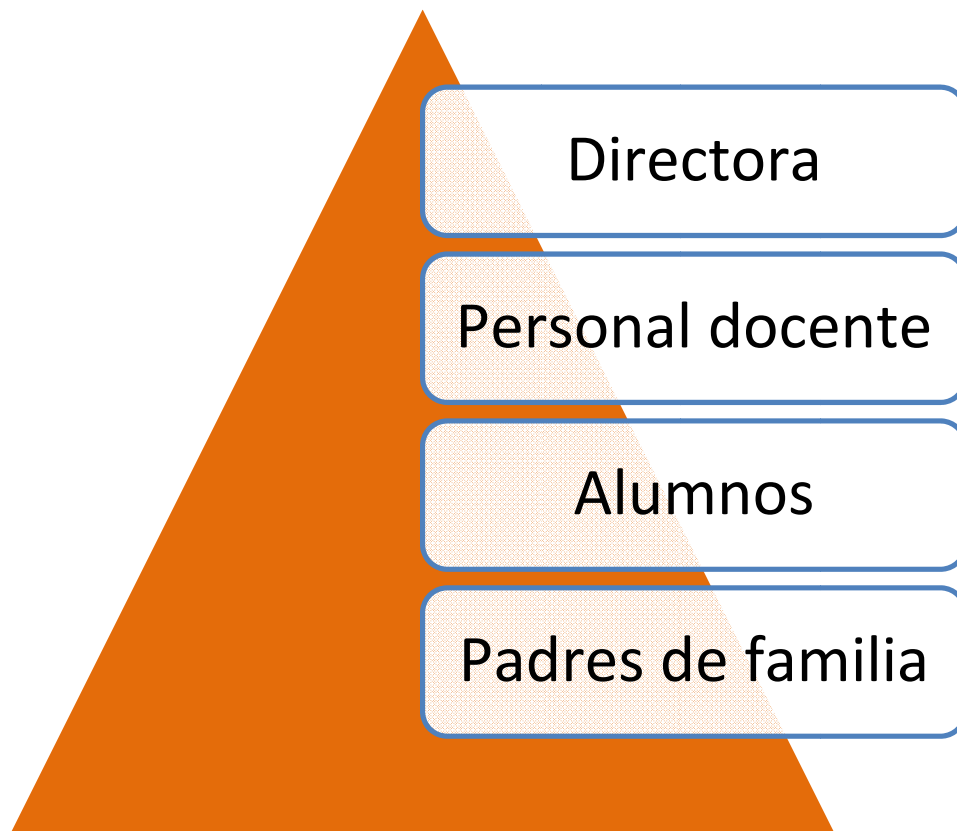 Directora
Personal docente
Alumnos
Padres de familia